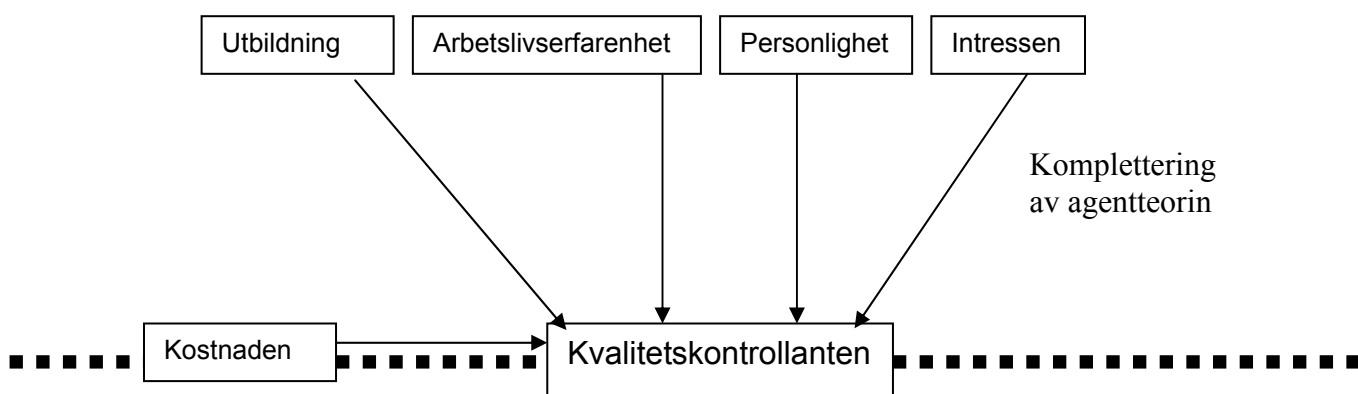 Utbildning
Arbetslivserfarenhet
Personlighet
Intressen
Komplettering
av agentteorin
Kostnaden
Kvalitetskontrollanten